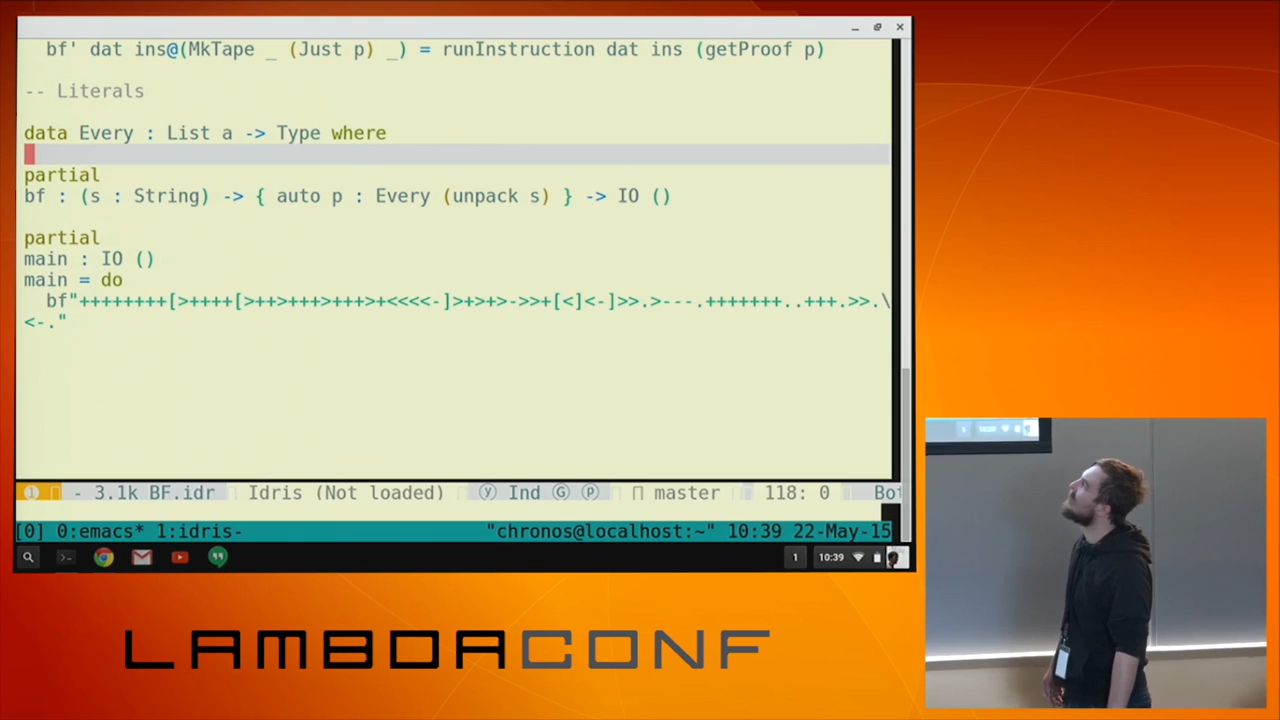 bf' dat ins@(MkTape _ (Just p) _) = runInstruction dat ins (getProof p)
-- Literals
data Every : List a -> Type where
partial
bf : (s : String) -> { auto p : Every (unpack s) } -> IO ()
partial
main : IO ()
main = do
bf"++++++++[>++++[>++>+++>+++>+<<<<-]>+>+>->>+[<]<-]>>.>---.+++++++..+++.>>.\
<-."
- 3.1k BF.idr Idris (Not loaded) y Ind G p master 118: 0 Bot
[0] 0:emacs* 1:idris- "chronos@localhost:~" 10:39 22-May-15
1 10:39
LAMBDACONF